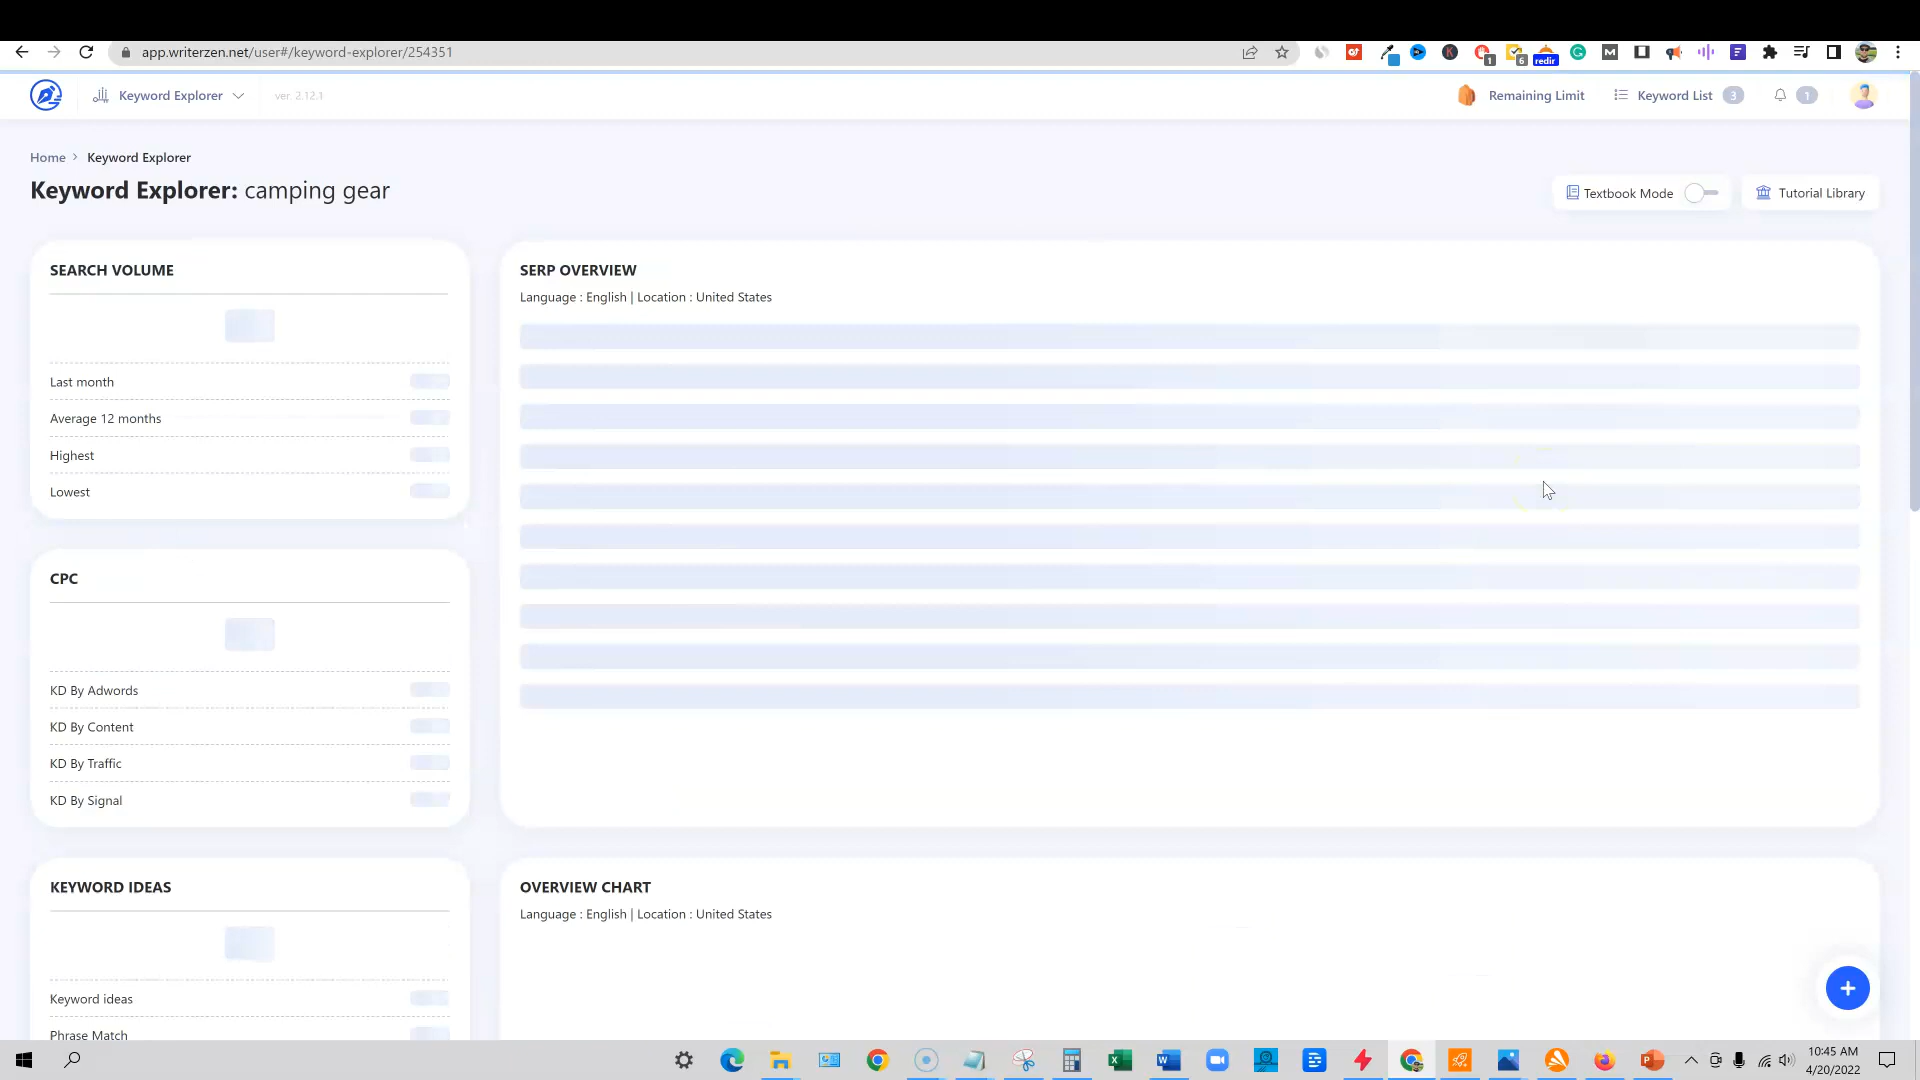 app.writerzen.net/user#/keyword-explorer/254351
1
6
redir
Keyword Explorer
ver. 2.12.1
Remaining Limit
Keyword List 3
1
Home > Keyword Explorer
Keyword Explorer: camping gear
Textbook Mode
Tutorial Library
SEARCH VOLUME
Last month
Average 12 months
Highest
Lowest
SERP OVERVIEW
Language : English | Location : United States
CPC
KD By Adwords
KD By Content
KD By Traffic
KD By Signal
KEYWORD IDEAS
Keyword ideas
Phrase Match
OVERVIEW CHART
Language : English | Location : United States
10:45 AM
4/20/2022